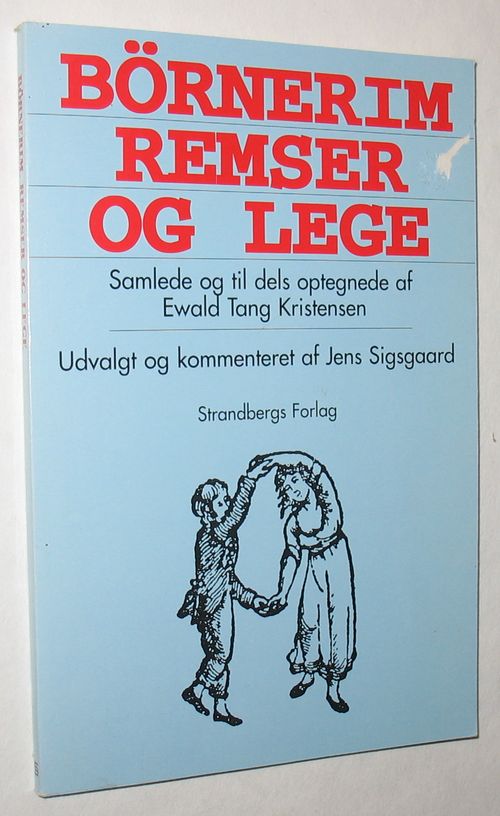 BÖRNERIM
REMSER
OG LEGE
Samlede og til dels optegnede af
Ewald Tang Kristensen
Udvalgt og kommenteret af Jens Sigsgaard
Strandbergs Forlag
BÖRNERIM REMSER OG LEGE